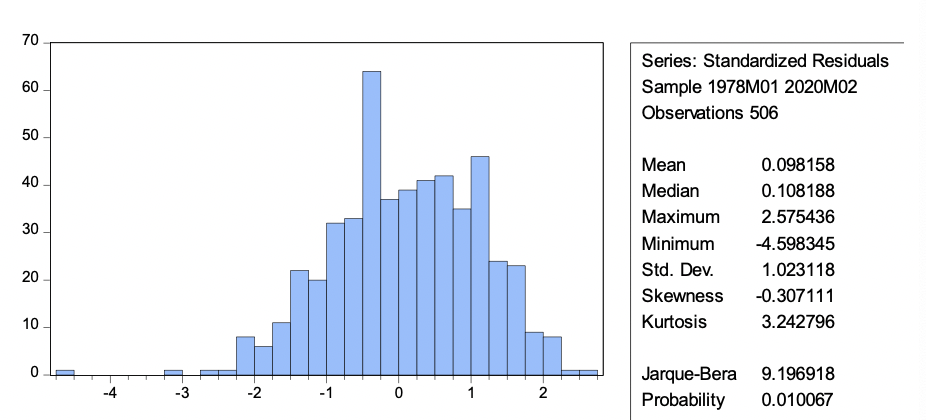 70
60
50
40
30
20
10
0
-4 -3 -2 -1 0 1 2
Series: Standardized Residuals
Sample 1978M01 2020M02
Observations 506
Mean 0.098158
Median 0.108188
Maximum 2.575436
Minimum -4.598345
Std. Dev. 1.023118
Skewness -0.307111
Kurtosis 3.242796
Jarque-Bera 9.196918
Probability 0.010067